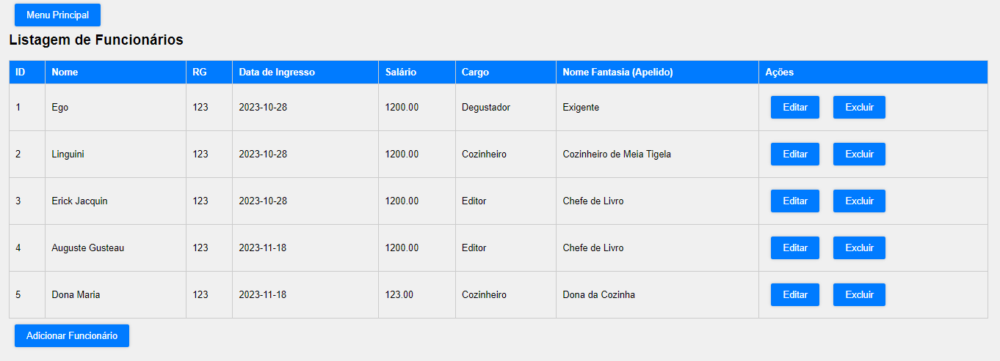 Menu Principal
Listagem de Funcionários
ID Nome RG Data de Ingresso Salário Cargo Nome Fantasia (Apelido) Ações
1 Ego 123 2023-10-28 1200.00 Degustador Exigente Editar Excluir
2 Linguini 123 2023-10-28 1200.00 Cozinheiro Cozinheiro de Meia Tigela Editar Excluir
3 Erick Jacquin 123 2023-10-28 1200.00 Editor Chefe de Livro Editar Excluir
4 Auguste Gusteau 123 2023-11-18 1200.00 Editor Chefe de Livro Editar Excluir
5 Dona Maria 123 2023-11-18 123.00 Cozinheiro Dona da Cozinha Editar Excluir
Adicionar Funcionário